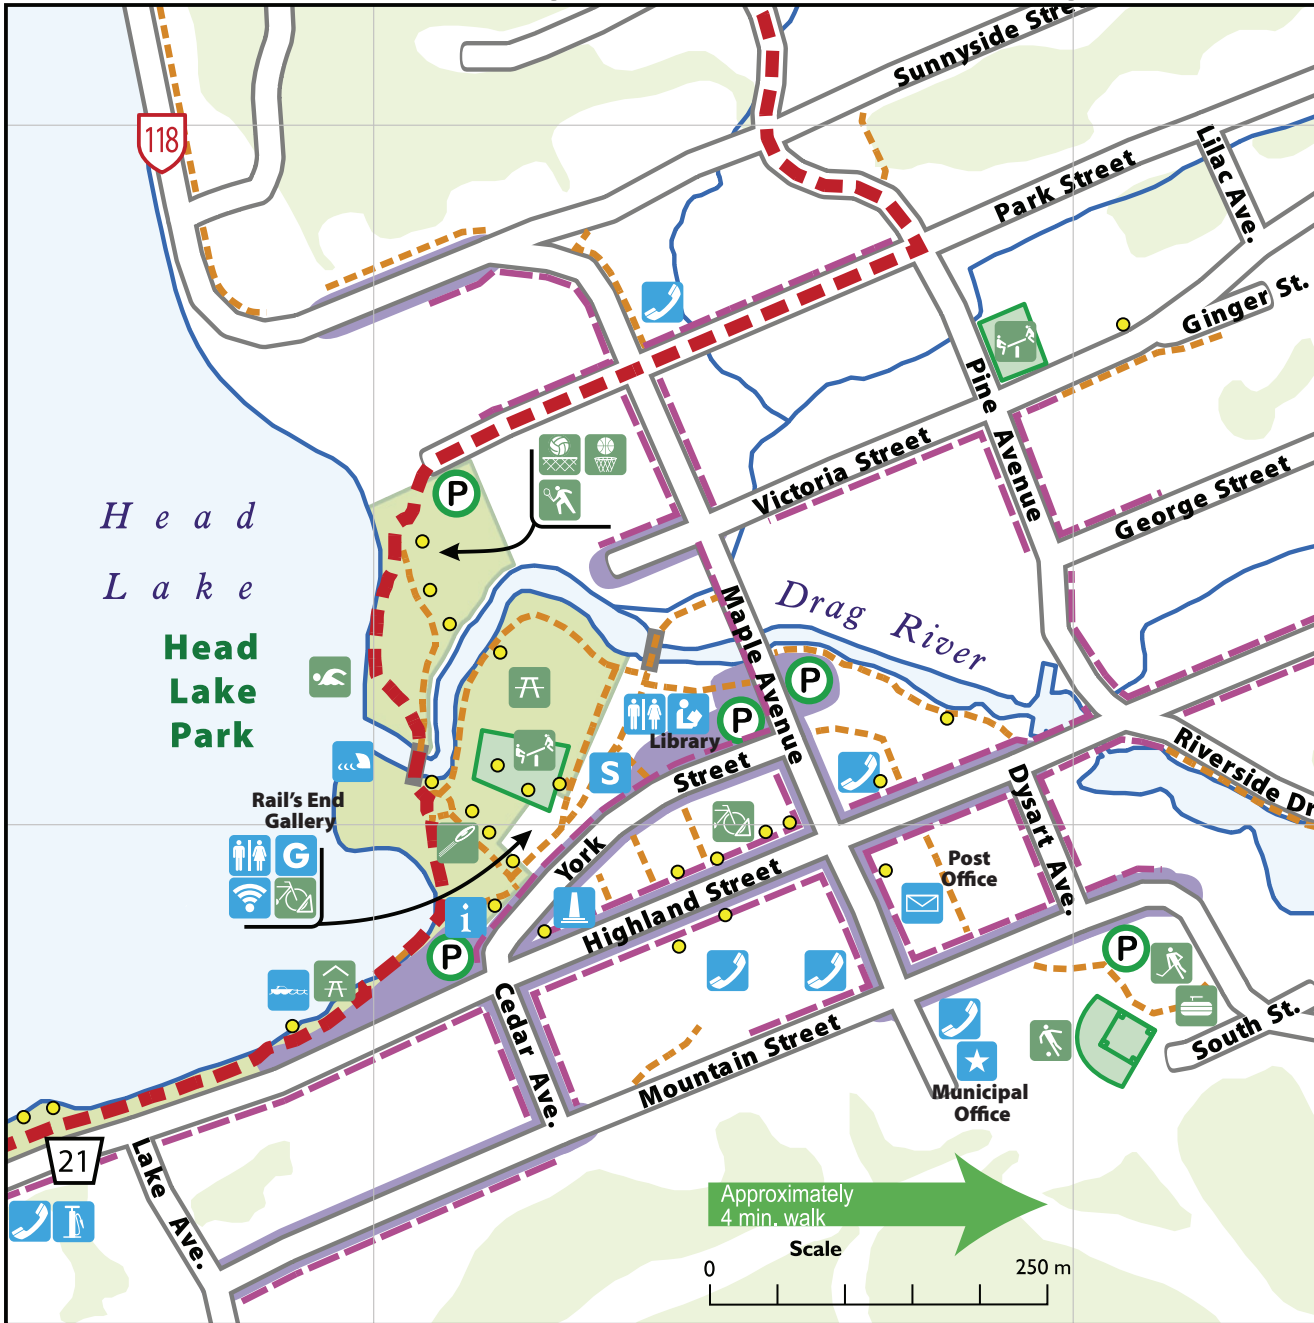 Sunnyside Stre
118
Lilac Ave.
Park Street
Ginger St.
Pine Avenue
P
Victoria Street
George Street
Head
Lake
Head
Lake
Park
Drag River
Maple Avenue
P
P
Library
S
Street
Riverside Dr
Dysart Ave.
Rail's End
Gallery
G
York
Post
Office
Highland Street
i
P
P
Cedar Ave.
South St.
Mountain Street
Municipal
Office
21
Lake Ave.
Approximately
4 min. walk
Scale
0
250 m